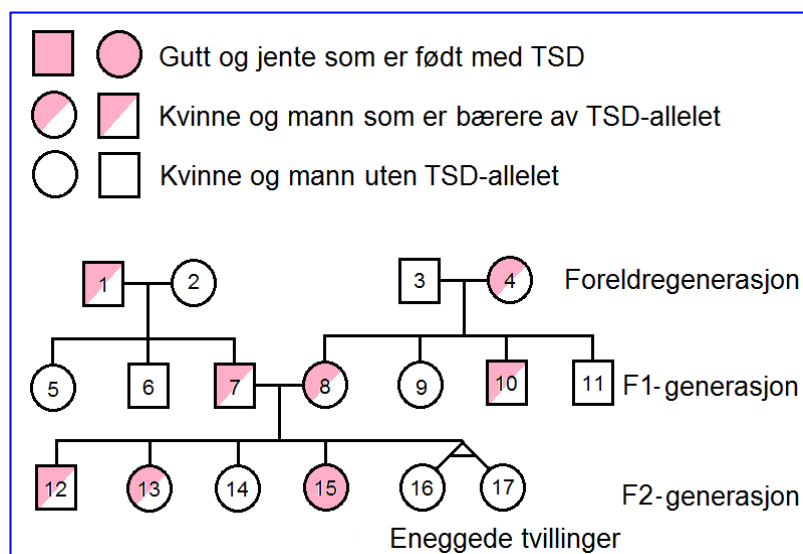 Gutt og jente som er født med TSD
Kvinne og mann som er bærere av TSD-allelet
Kvinne og mann uten TSD-allelet
1 2 3 4 Foreldregenerasjon
5 6 7 8 9 10 11 F1-generasjon
12 13 14 15 16 17 F2-generasjon
Eneggede tvillinger